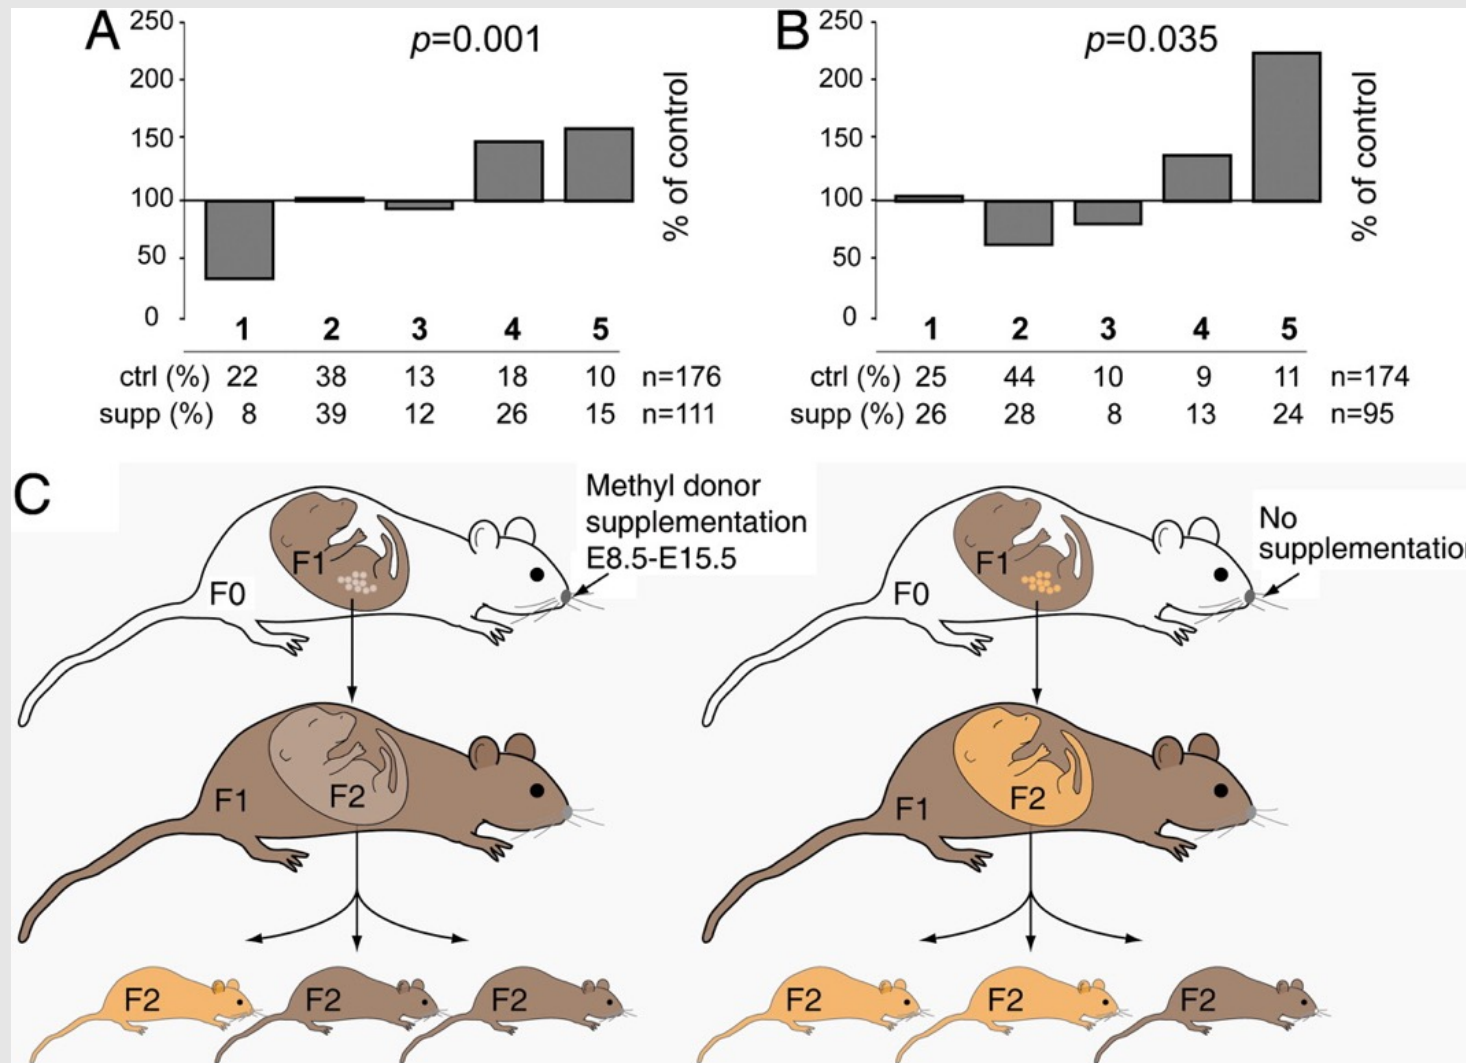 A
p=0.001
250
200
150
100
50
0
% of control
1 2 3 4 5
ctrl (%) 22 38 13 18 10 n=176
supp (%) 8 39 12 26 15 n=111
B
p=0.035
250
200
150
100
50
0
% of control
1 2 3 4 5
ctrl (%) 25 44 10 9 11 n=174
supp (%) 26 28 8 13 24 n=95
C
Methyl donor
supplementation
E8.5-E15.5
F1
F0
F1
F2
F2 F2 F2
No
supplementatio
F1
F0
F1
F2
F2 F2 F2